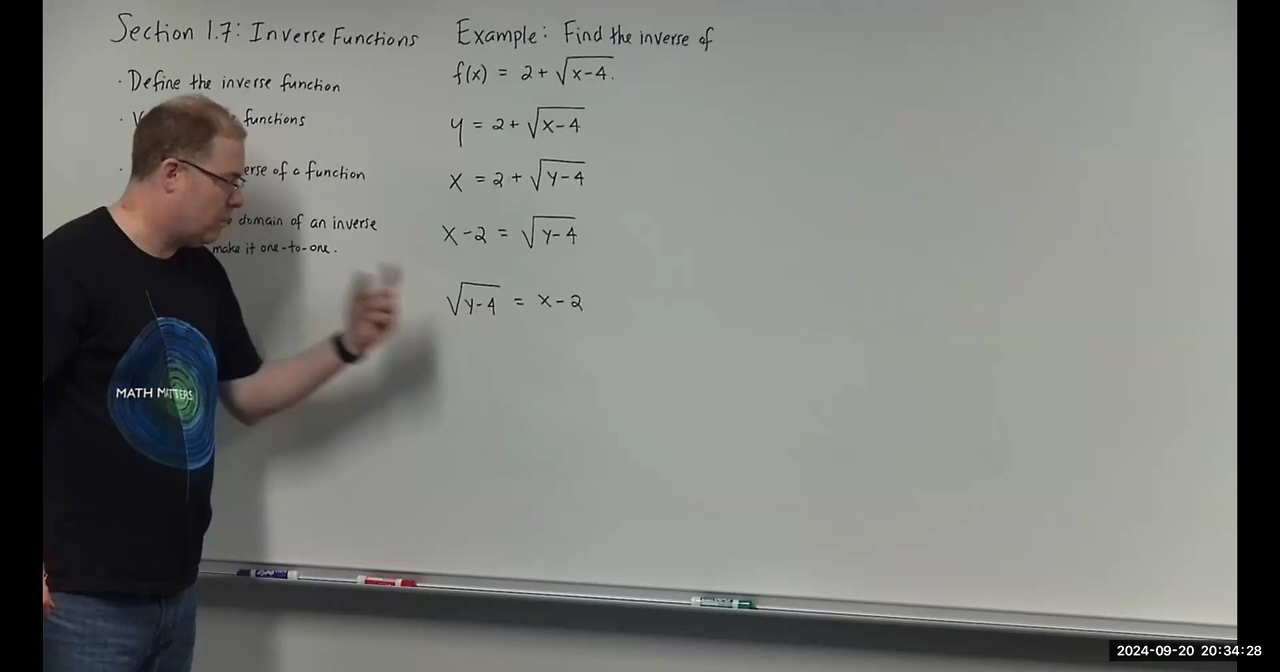 Section 1.7: Inverse Functions
· Define the inverse function
· functions
· of a function
domain of an inverse
make it one-to-one.
Example: Find the inverse of
f(x) = 2 + √(x-4).
y = 2 + √(x-4)
x = 2 + √(y-4)
x - 2 = √(y-4)
√(y-4) = x - 2
MATH MATTERS
2024-09-20 20:34:28